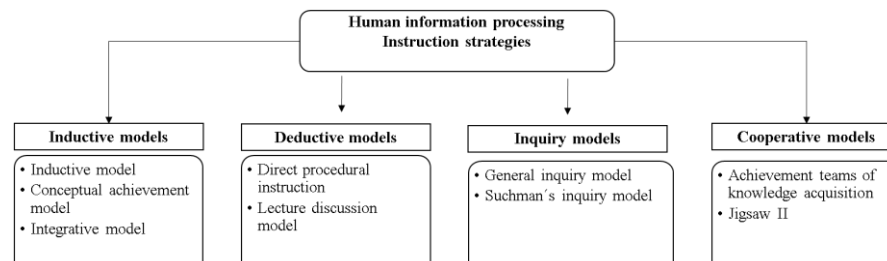 Human information processing
Instruction strategies
Inductive models
• Inductive model
• Conceptual achievement
model
• Integrative model
Deductive models
• Direct procedural
instruction
• Lecture discussion
model
Inquiry models
• General inquiry model
• Suchman´s inquiry model
Cooperative models
• Achievement teams of
knowledge acquisition
• Jigsaw II